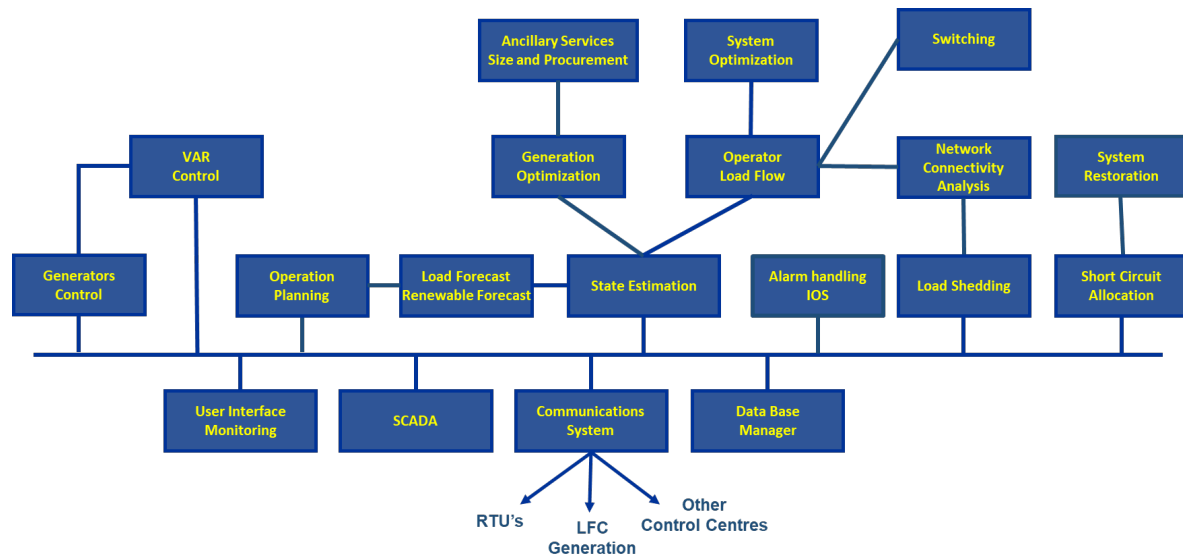 Ancillary Services
Size and Procurement
System
Optimization
Switching
VAR
Control
Generation
Optimization
Operator
Load Flow
Network
Connectivity
Analysis
System
Restoration
Generators
Control
Operation
Planning
Load Forecast
Renewable Forecast
State Estimation
Alarm handling
IOS
Load Shedding
Short Circuit
Allocation
User Interface
Monitoring
SCADA
Communications
System
Data Base
Manager
RTU’s
LFC
Generation
Other
Control Centres